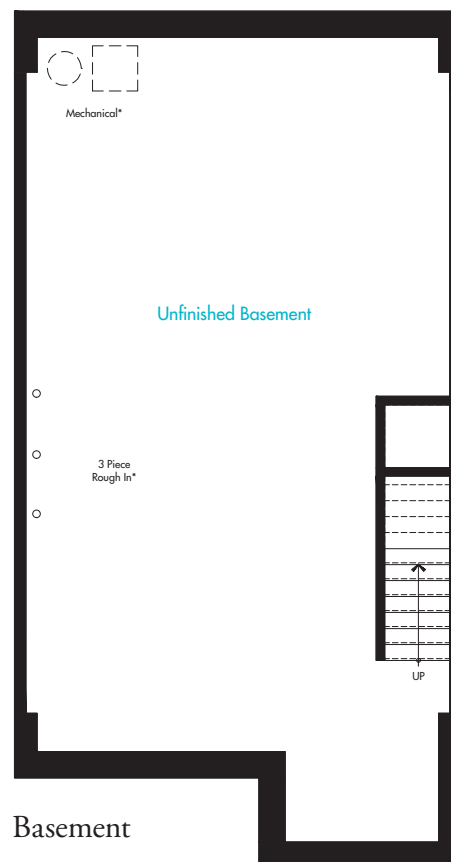 Mechanical*
Unfinished Basement
3 Piece
Rough In*
UP
Basement